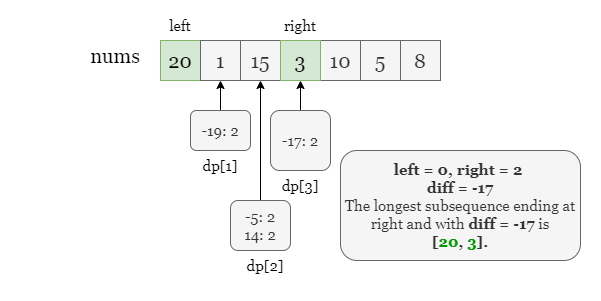 left right
nums 20 1 15 3 10 5 8
-19: 2 -17: 2
dp[1]
dp[3]
-5: 2
14: 2
dp[2]
left = 0, right = 2
diff = -17
The longest subsequence ending at
right and with diff = -17 is
[20, 3].